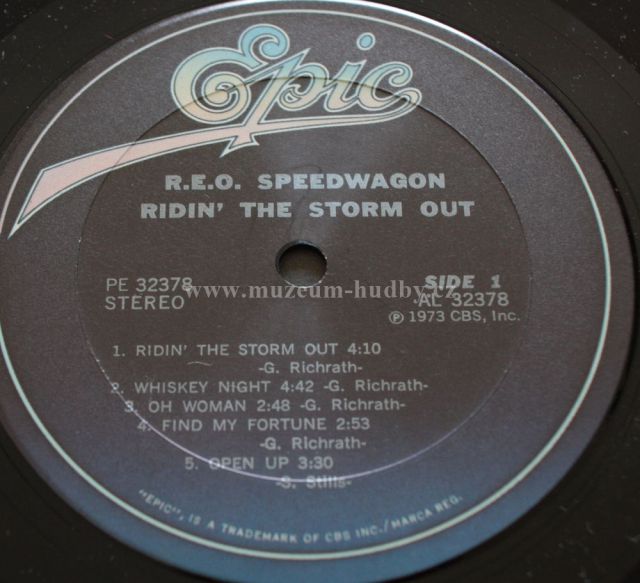 Epic
R.E.O. SPEEDWAGON
RIDIN' THE STORM OUT
PE 32378
STEREO
SIDE 1
AL 32378
℗ 1973 CBS, Inc.
www.muzeum-hudby.cz
1. RIDIN' THE STORM OUT 4:10
-G. Richrath-
2. WHISKEY NIGHT 4:42 -G. Richrath-
3. OH WOMAN 2:48 -G. Richrath-
4. FIND MY FORTUNE 2:53
-G. Richrath-
5. OPEN UP 3:30
-S. Stills-
"EPIC", IS A TRADEMARK OF CBS INC./MARCA REG.